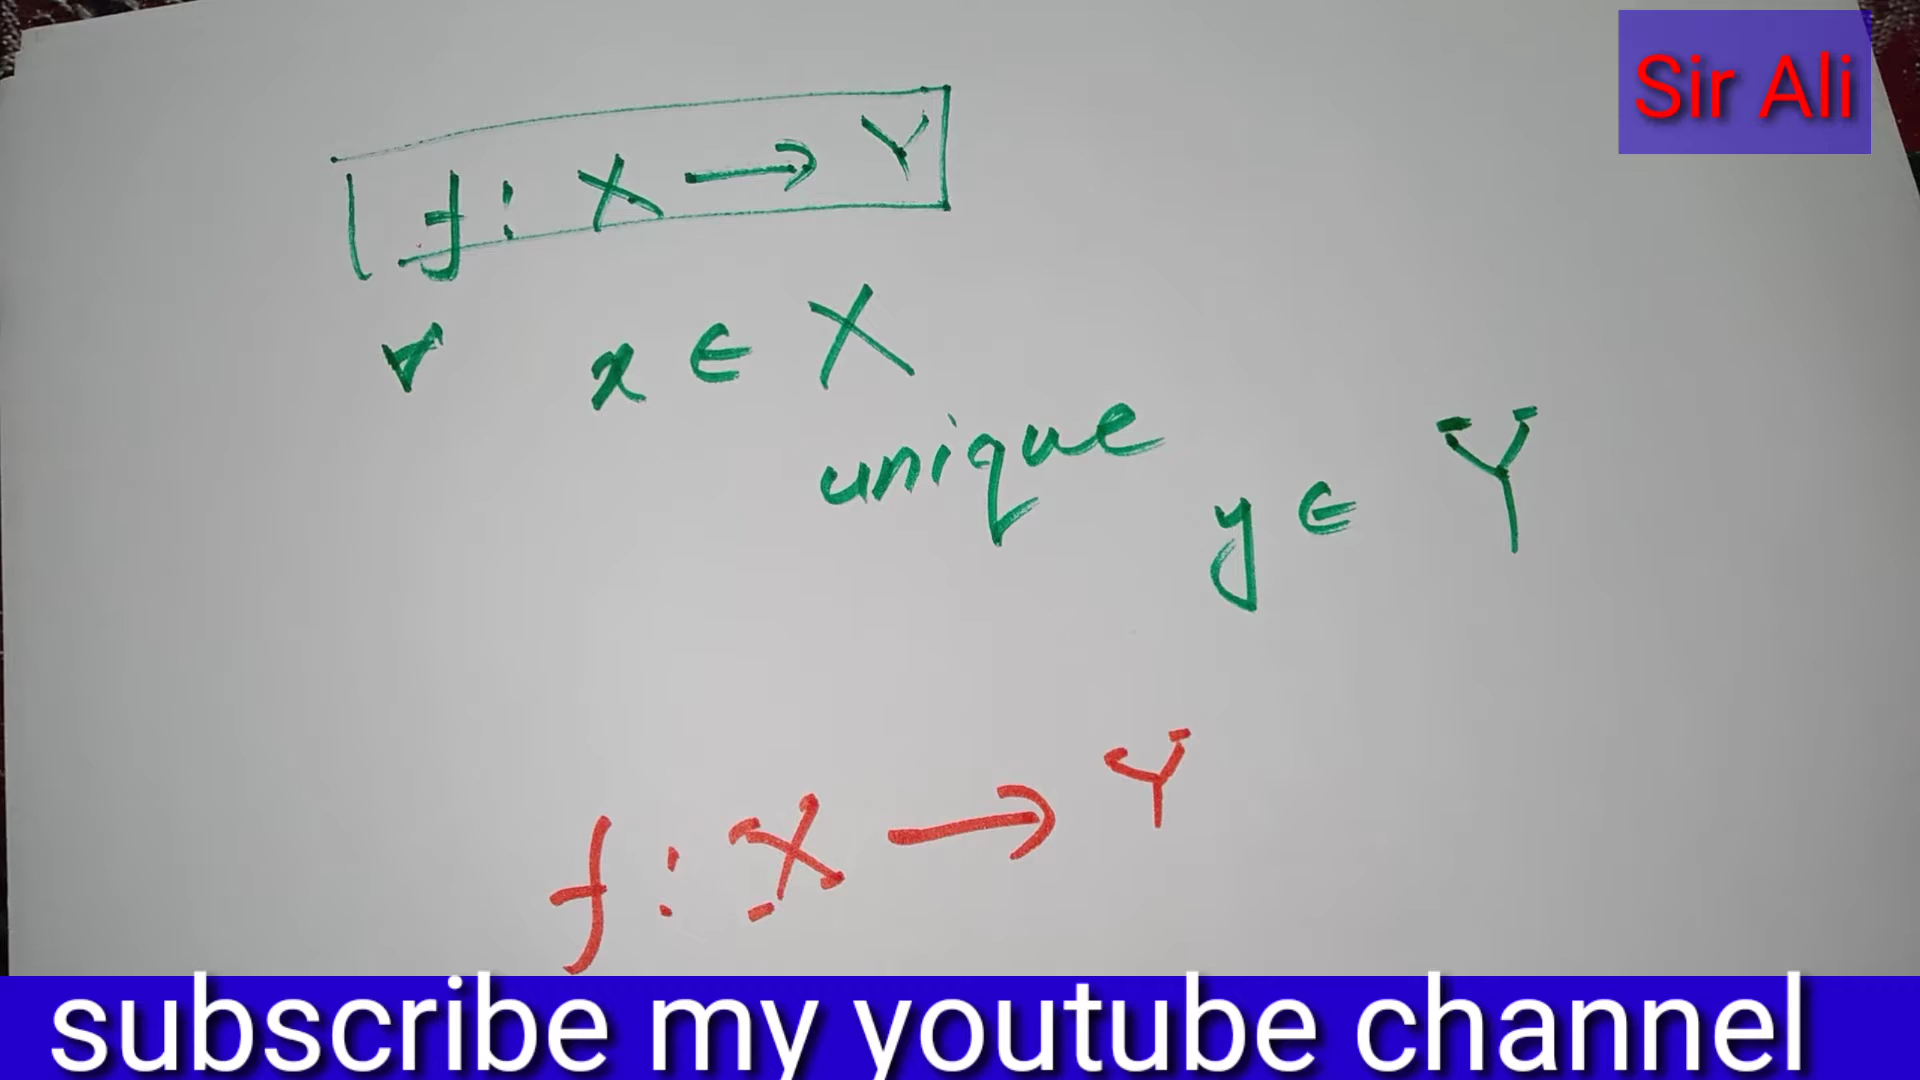 Sir Ali
f : X → Y
∀ x ∈ X
unique
y ∈ Y
f : X → Y
subscribe my youtube channel